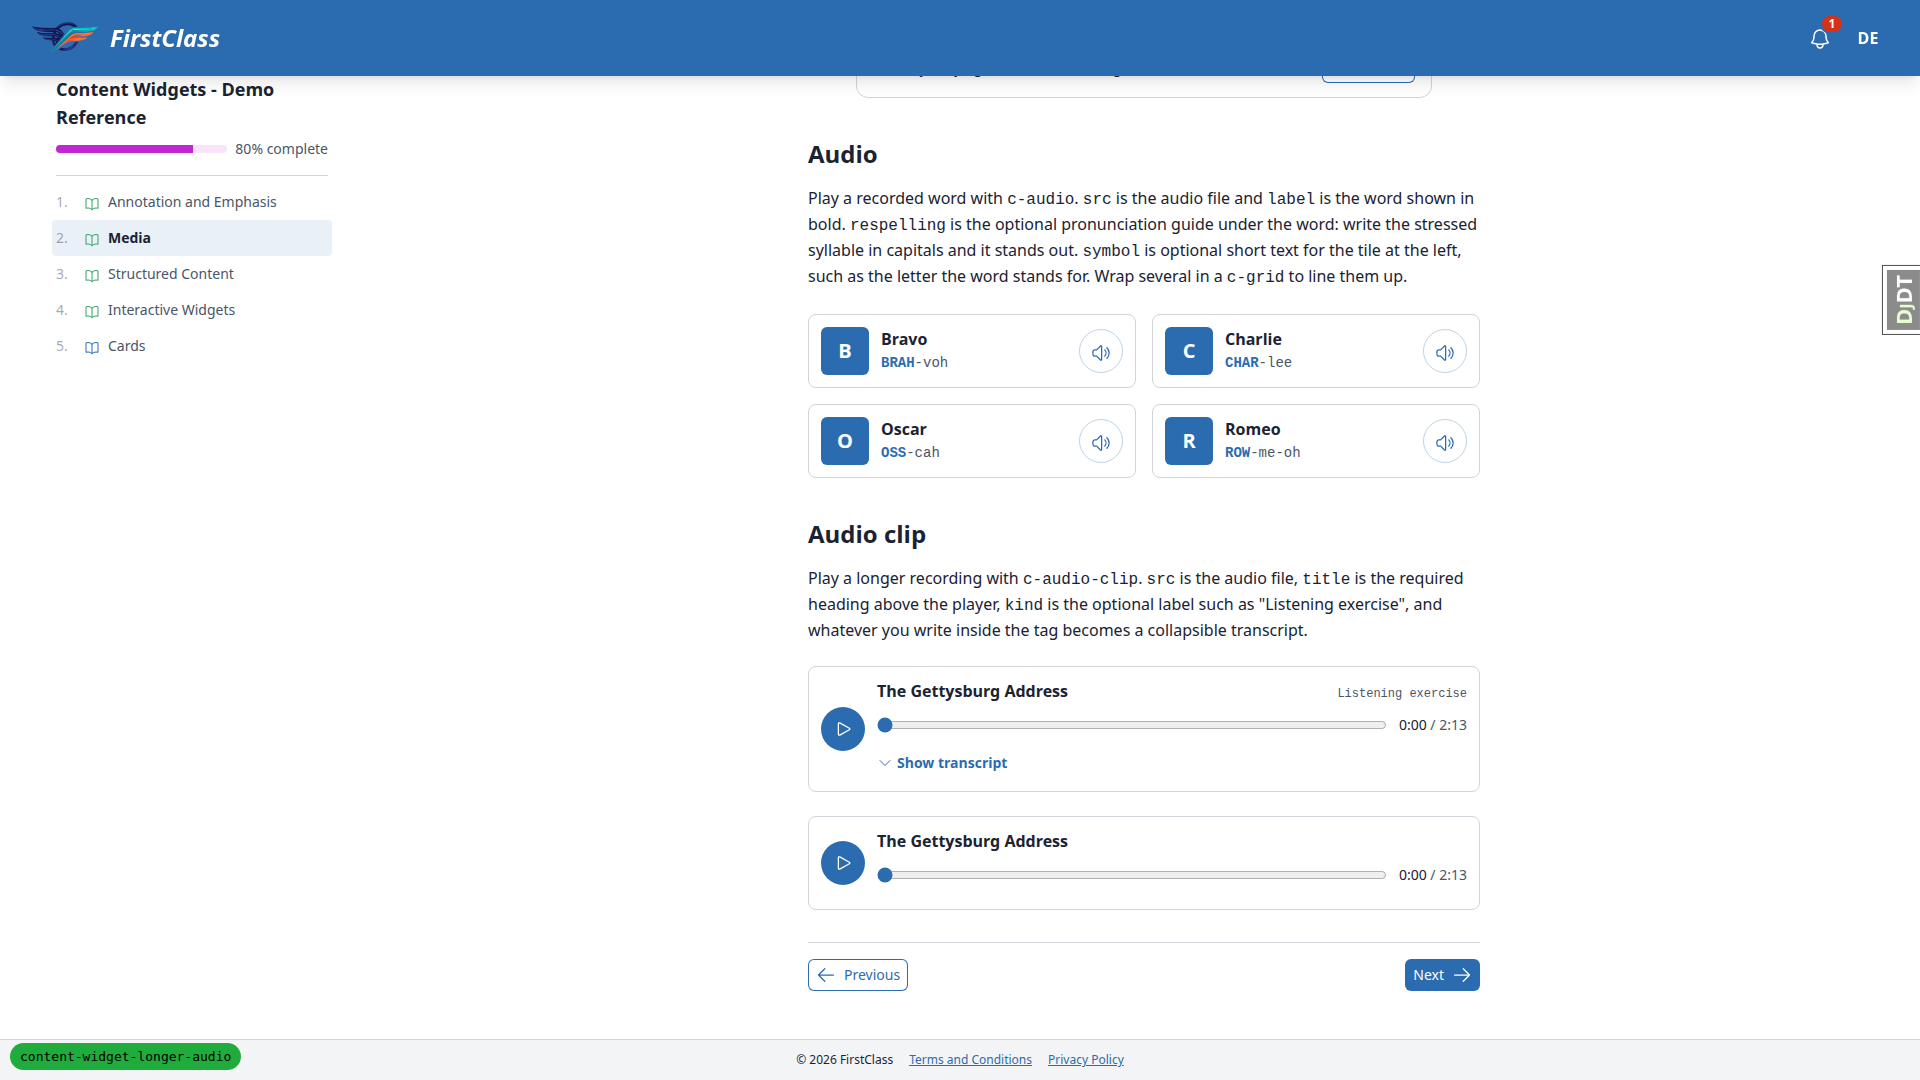 FirstClass
1
DE
Content Widgets - Demo
Reference
80% complete
1. Annotation and Emphasis
2. Media
3. Structured Content
4. Interactive Widgets
5. Cards
Audio
Play a recorded word with c-audio. src is the audio file and label is the word shown in
bold. respelling is the optional pronunciation guide under the word: write the stressed
syllable in capitals and it stands out. symbol is optional short text for the tile at the left,
such as the letter the word stands for. Wrap several in a c-grid to line them up.
B
Bravo
BRAH-voh
C
Charlie
CHAR-lee
O
Oscar
OSS-cah
R
Romeo
ROW-me-oh
Audio clip
Play a longer recording with c-audio-clip. src is the audio file, title is the required
heading above the player, kind is the optional label such as "Listening exercise", and
whatever you write inside the tag becomes a collapsible transcript.
The Gettysburg Address
Listening exercise
0:00 / 2:13
Show transcript
The Gettysburg Address
0:00 / 2:13
Previous
Next
DJDT
content-widget-longer-audio
© 2026 FirstClass Terms and Conditions Privacy Policy